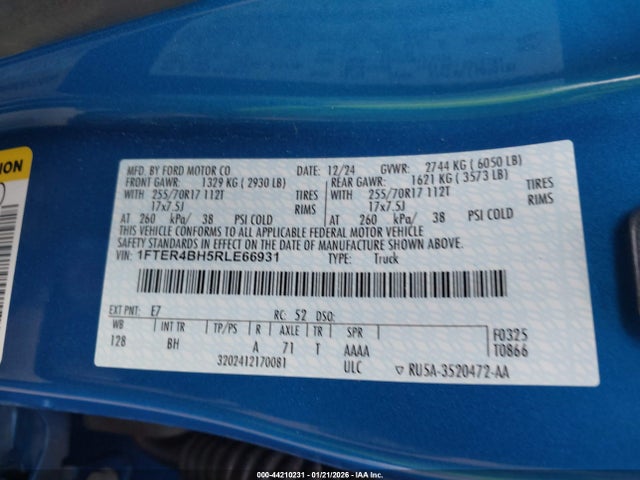 MFD. BY FORD MOTOR CO
DATE: 12/24 GVWR: 2744 KG ( 6050 LB)
FRONT GAWR: 1329 KG ( 2930 LB)
REAR GAWR: 1621 KG ( 3573 LB)
WITH 255/70R17 112T TIRES
WITH 255/70R17 112T TIRES
17x7.5J RIMS
17x7.5J RIMS
AT 260 kPa/ 38 PSI COLD
AT 260 kPa/ 38 PSI COLD
THIS VEHICLE CONFORMS TO ALL APPLICABLE FEDERAL MOTOR VEHICLE
SAFETY STANDARDS IN EFFECT ON THE DATE OF MANUFACTURE SHOWN ABOVE.
VIN: 1FTER4BH5RLE66931 TYPE: Truck
EXT PNT: E7 RC: 52 DSO:
WB INT TR TP/PS R AXLE TR SPR F0325
128 BH A 71 T AAAA T0866
3202412170081 ULC RU5A-3520472-AA
000-44210231 - 01/21/2026 - IAA Inc.